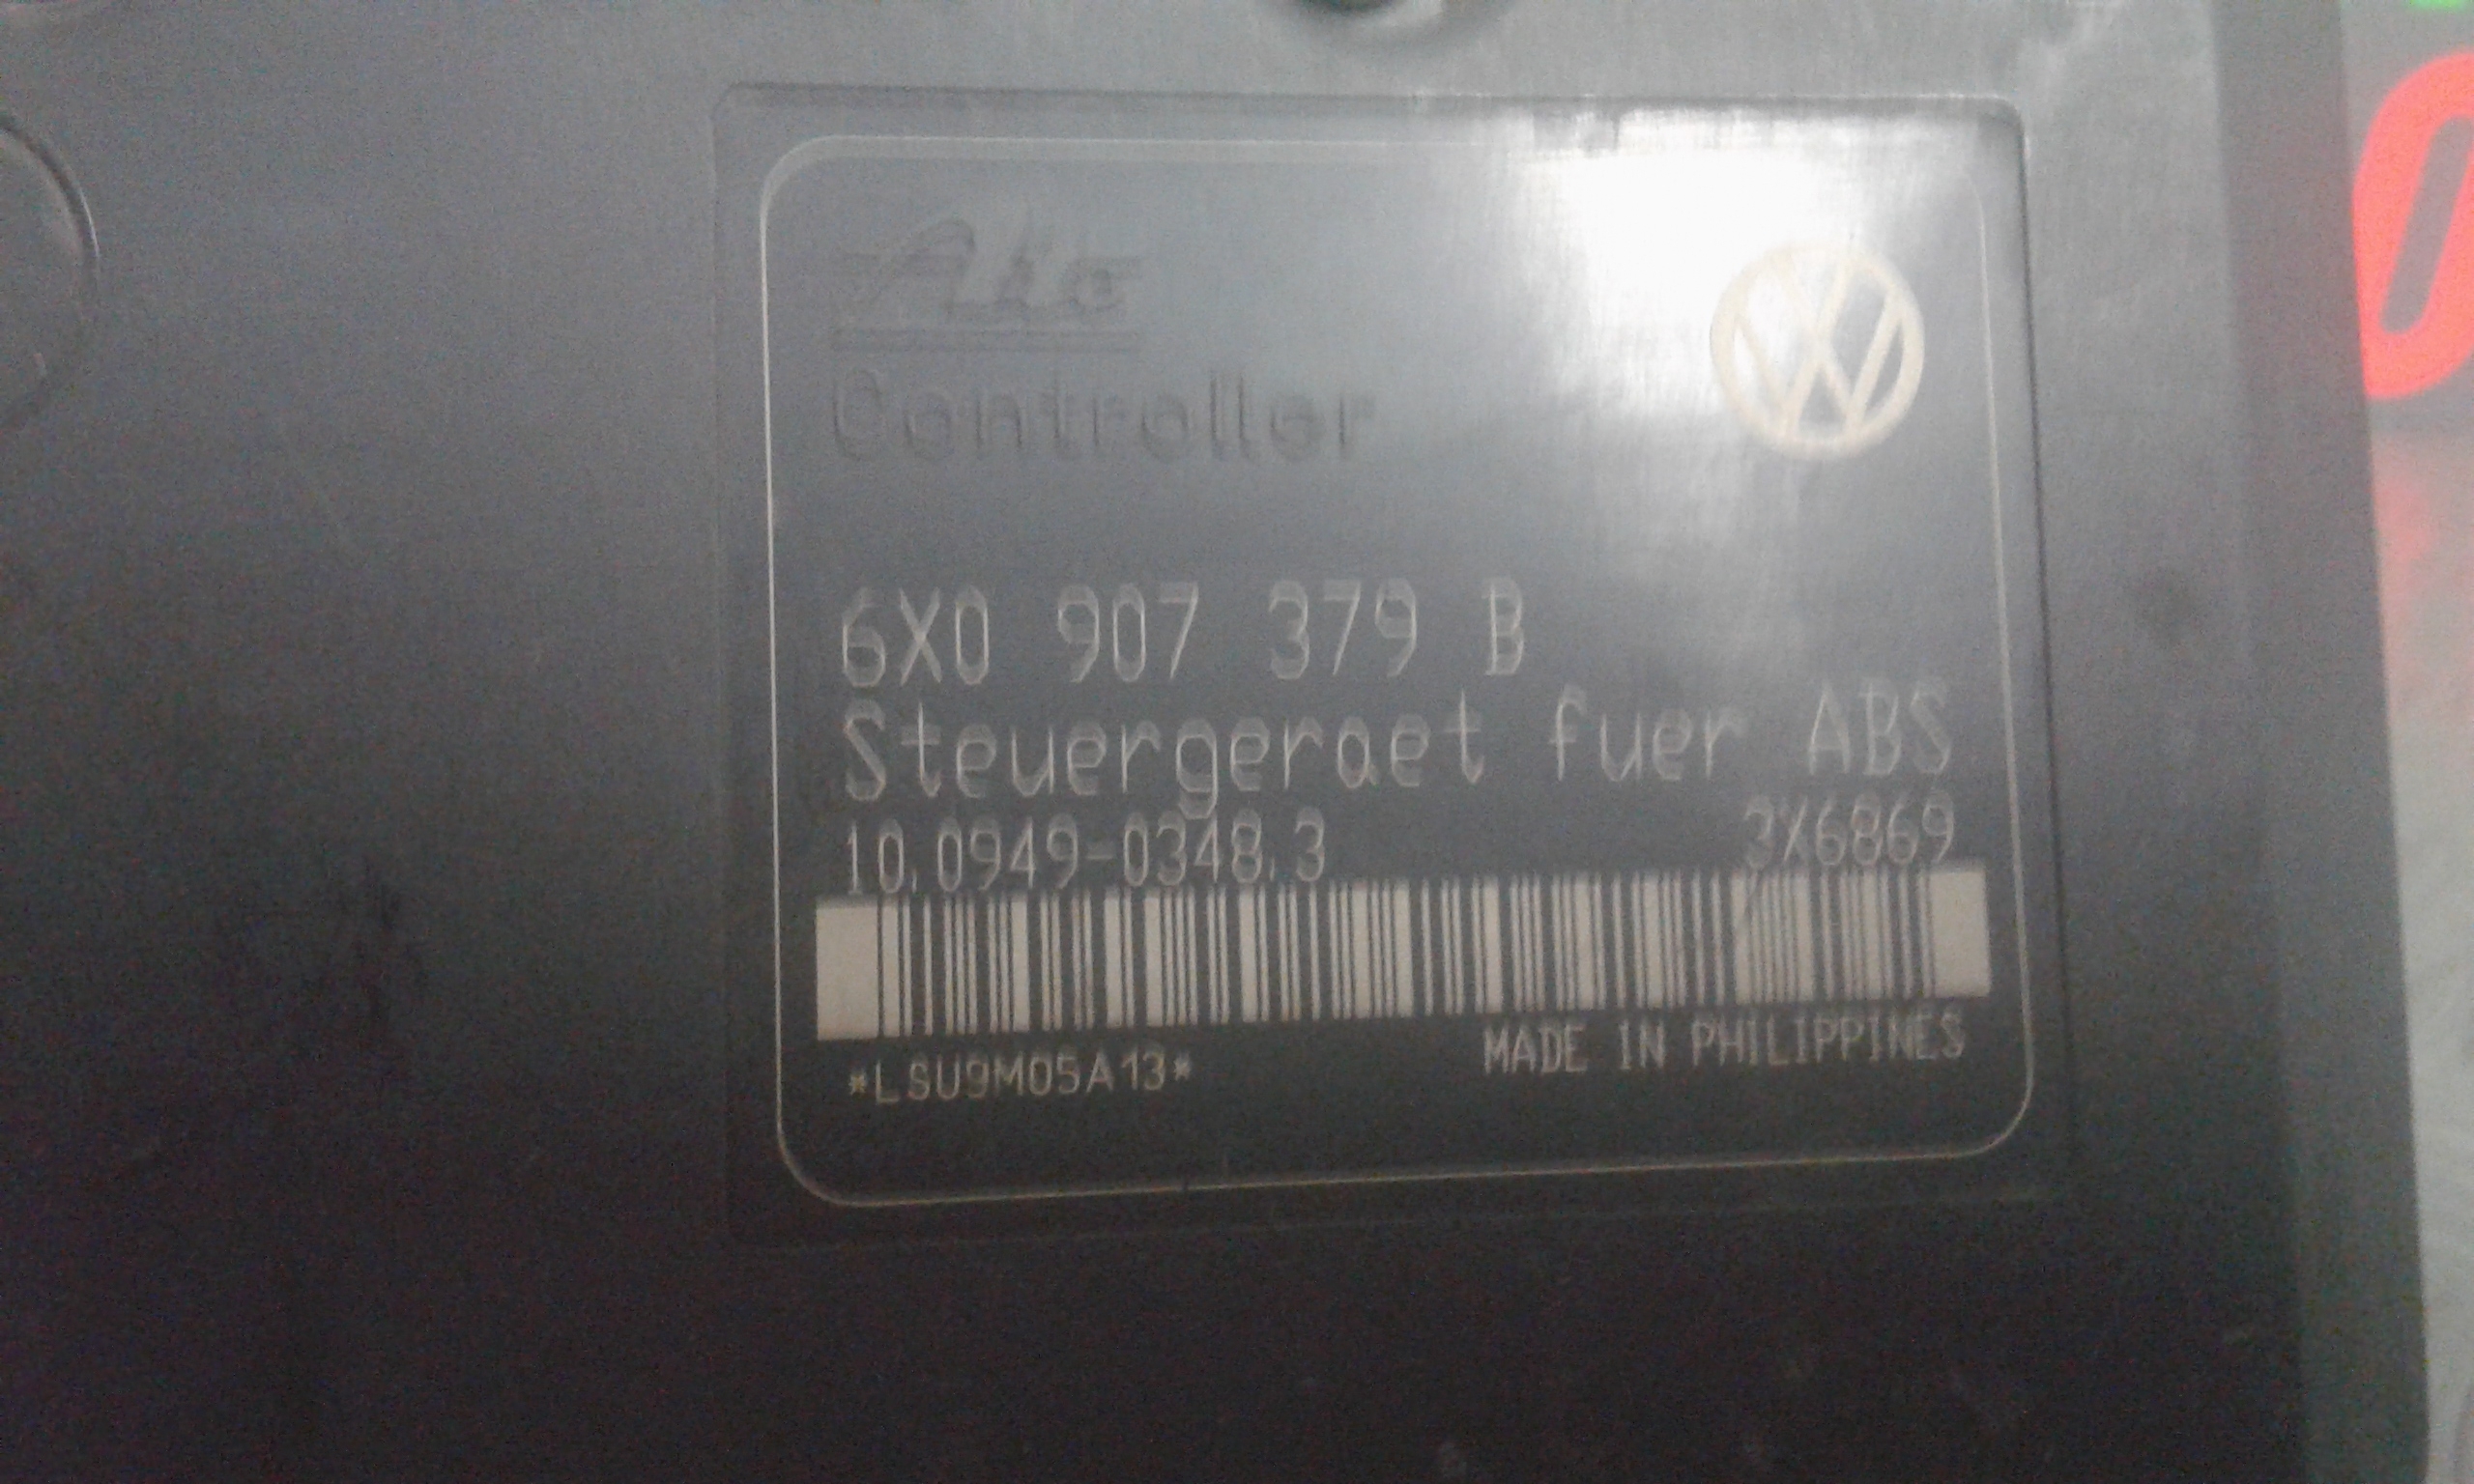 Ate
Controller
6X0 907 379 B
Steuergeraet fuer ABS
10.0949-0348.3 3X6869
*LSU9M05A13*
MADE IN PHILIPPINES